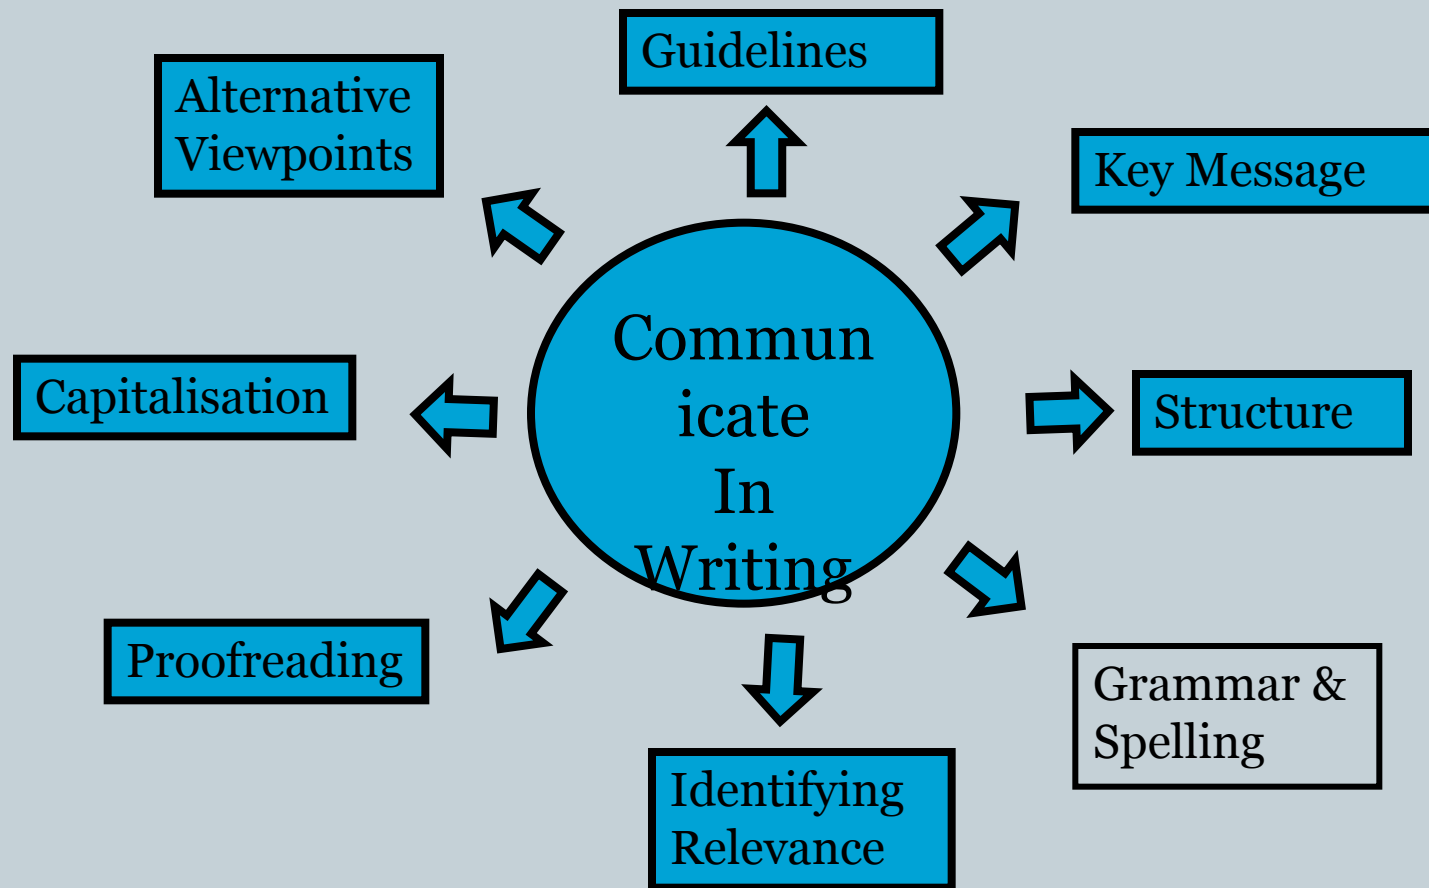 Guidelines
Alternative
Viewpoints
Key Message
Commun
icate
In
Writing
Capitalisation
Structure
Proofreading
Grammar &
Spelling
Identifying
Relevance